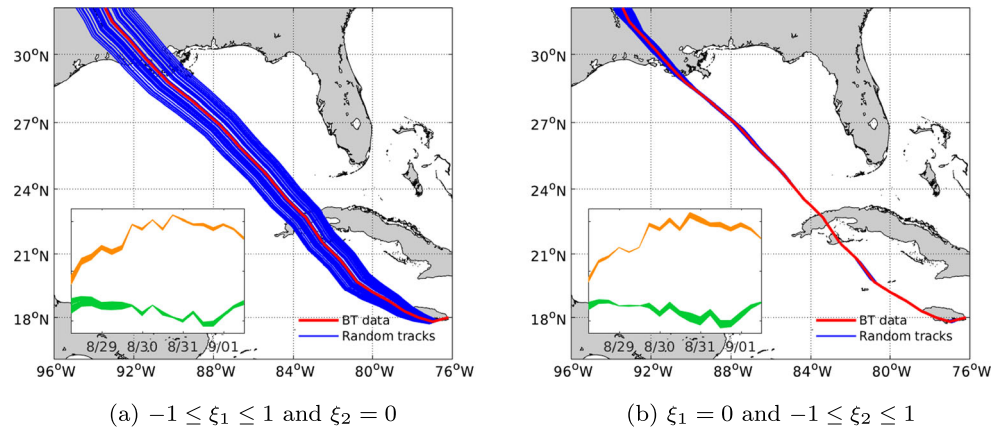 30°N
27°N
24°N
21°N
18°N
8/29 8/30 8/31 9/01
BT data
Random tracks
96°W 92°W 88°W 84°W 80°W 76°W
(a) −1 ≤ ξ₁ ≤ 1 and ξ₂ = 0
30°N
27°N
24°N
21°N
18°N
8/29 8/30 8/31 9/01
BT data
Random tracks
96°W 92°W 88°W 84°W 80°W 76°W
(b) ξ₁ = 0 and −1 ≤ ξ₂ ≤ 1